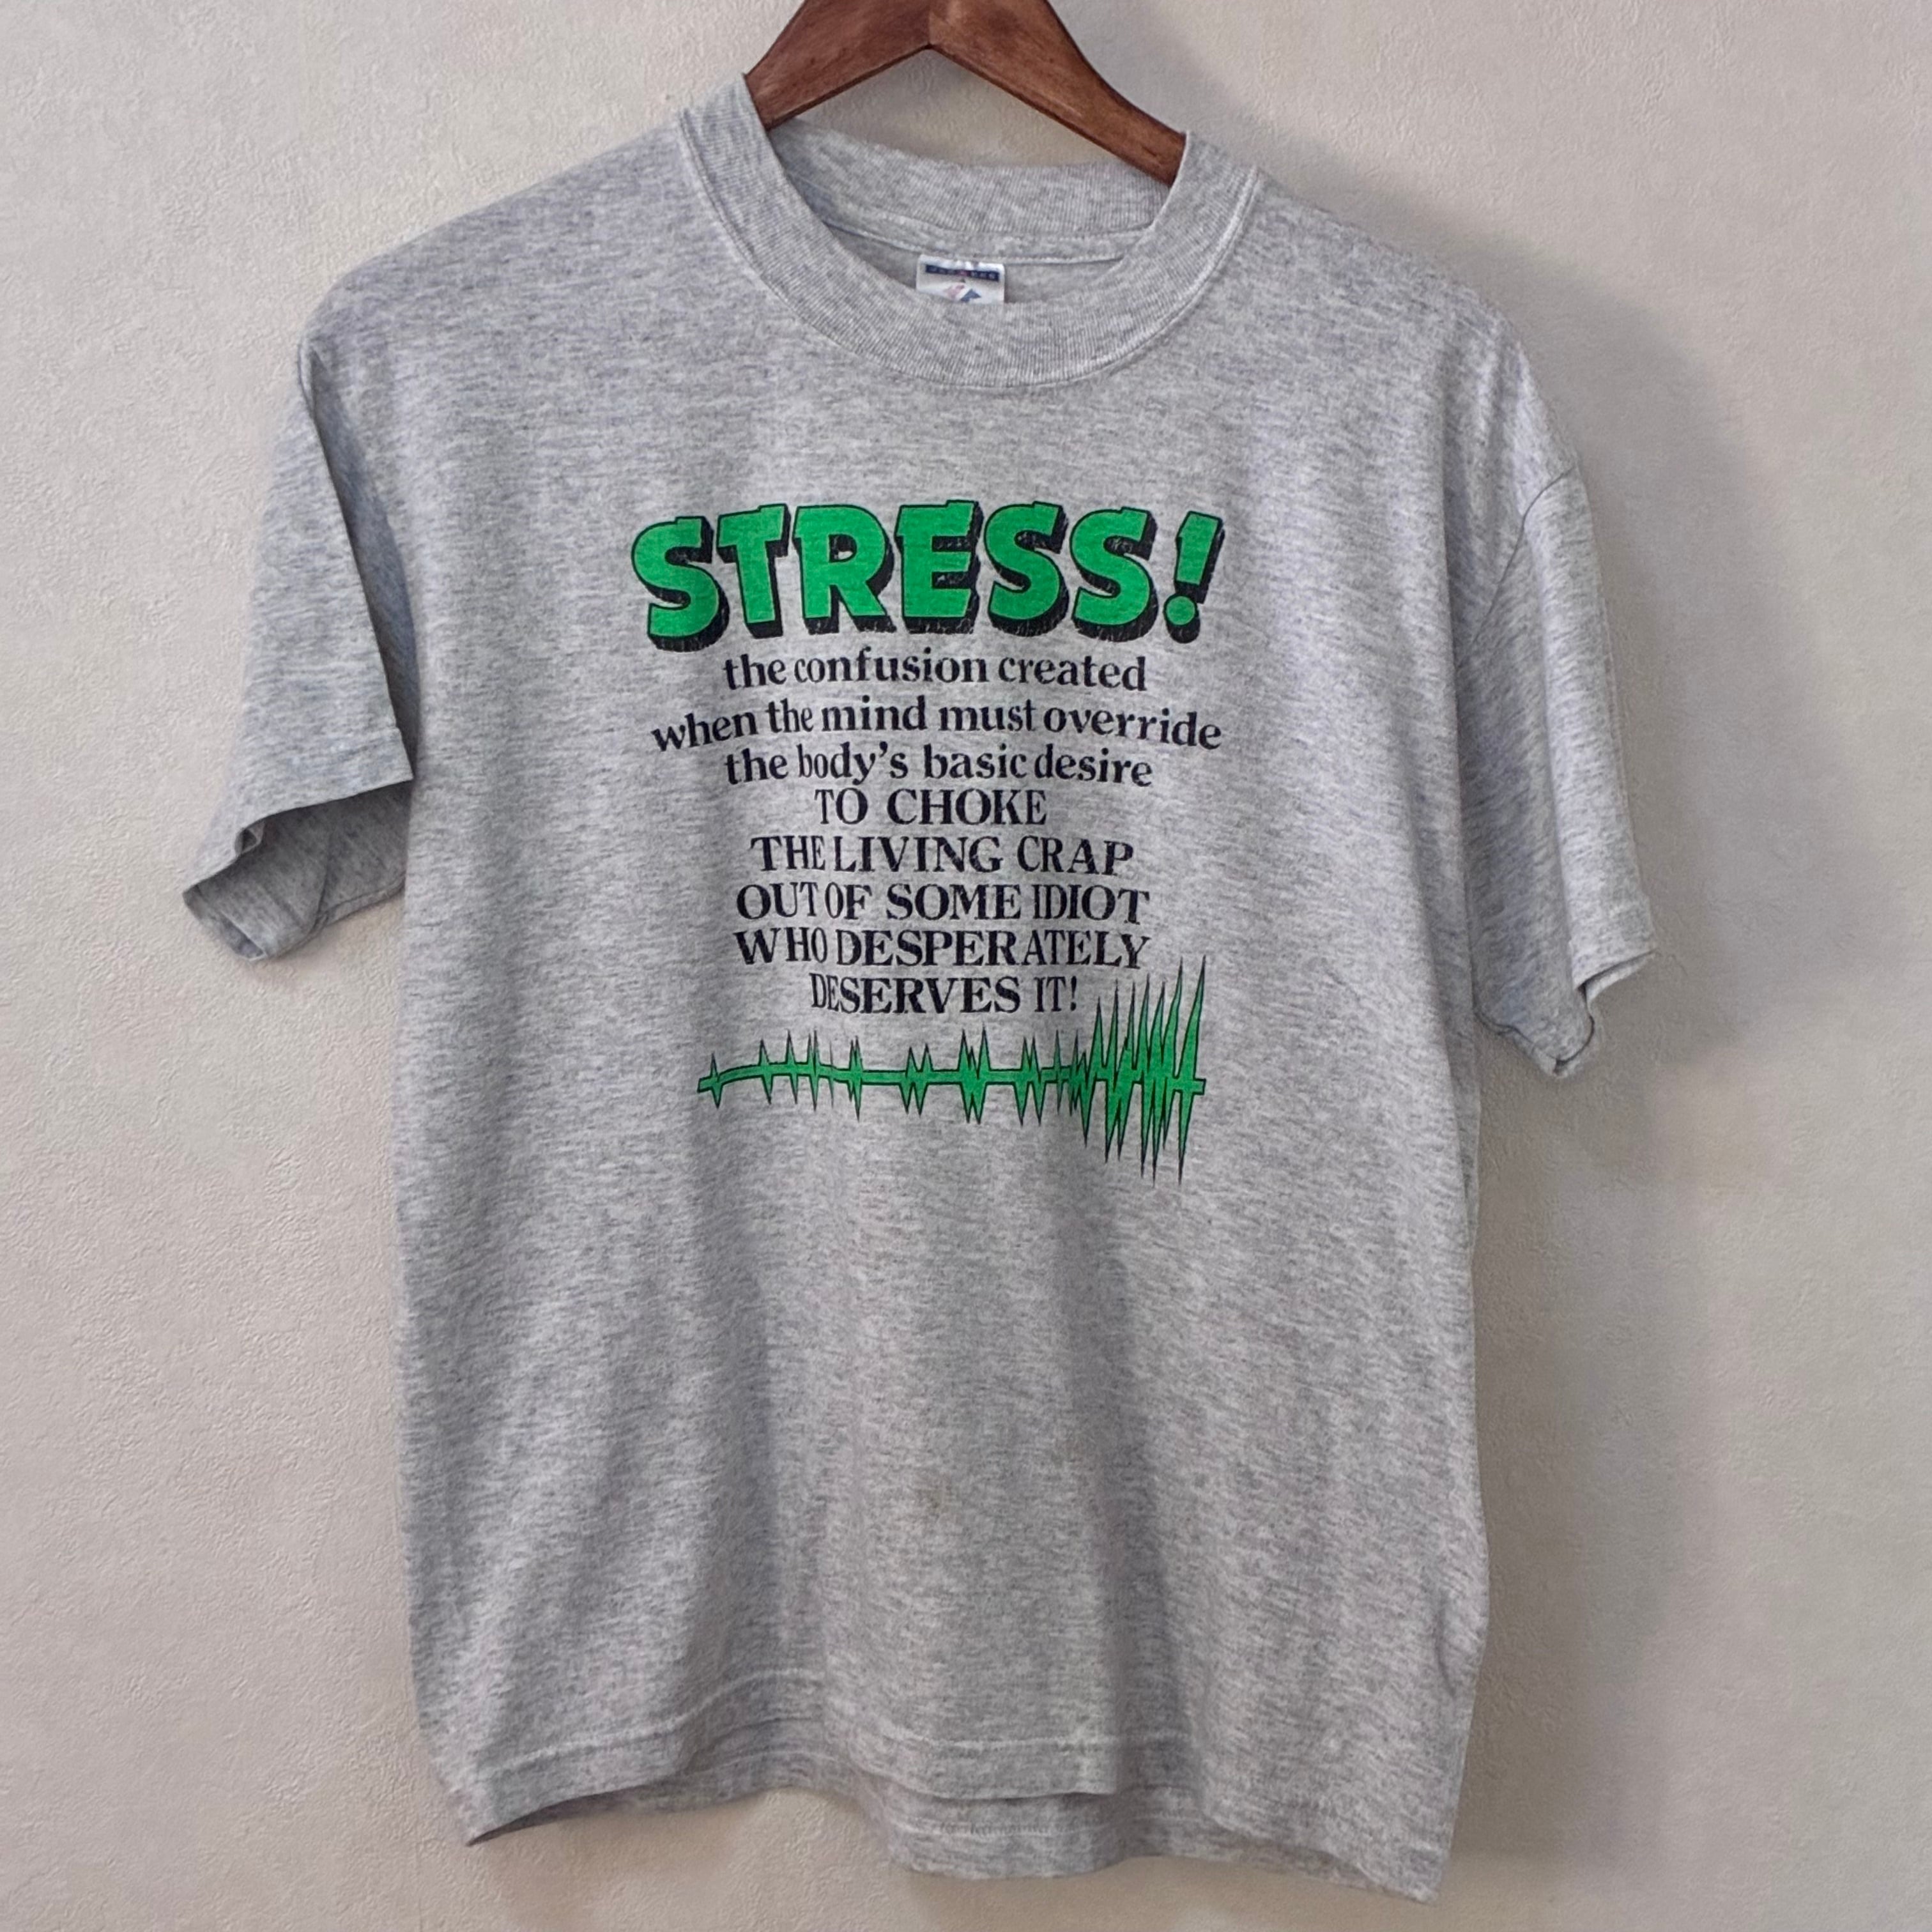 JERZEES
STRESS!
the confusion created
when the mind must override
the body's basic desire
TO CHOKE
THE LIVING CRAP
OUT OF SOME IDIOT
WHO DESPERATELY
DESERVES IT!